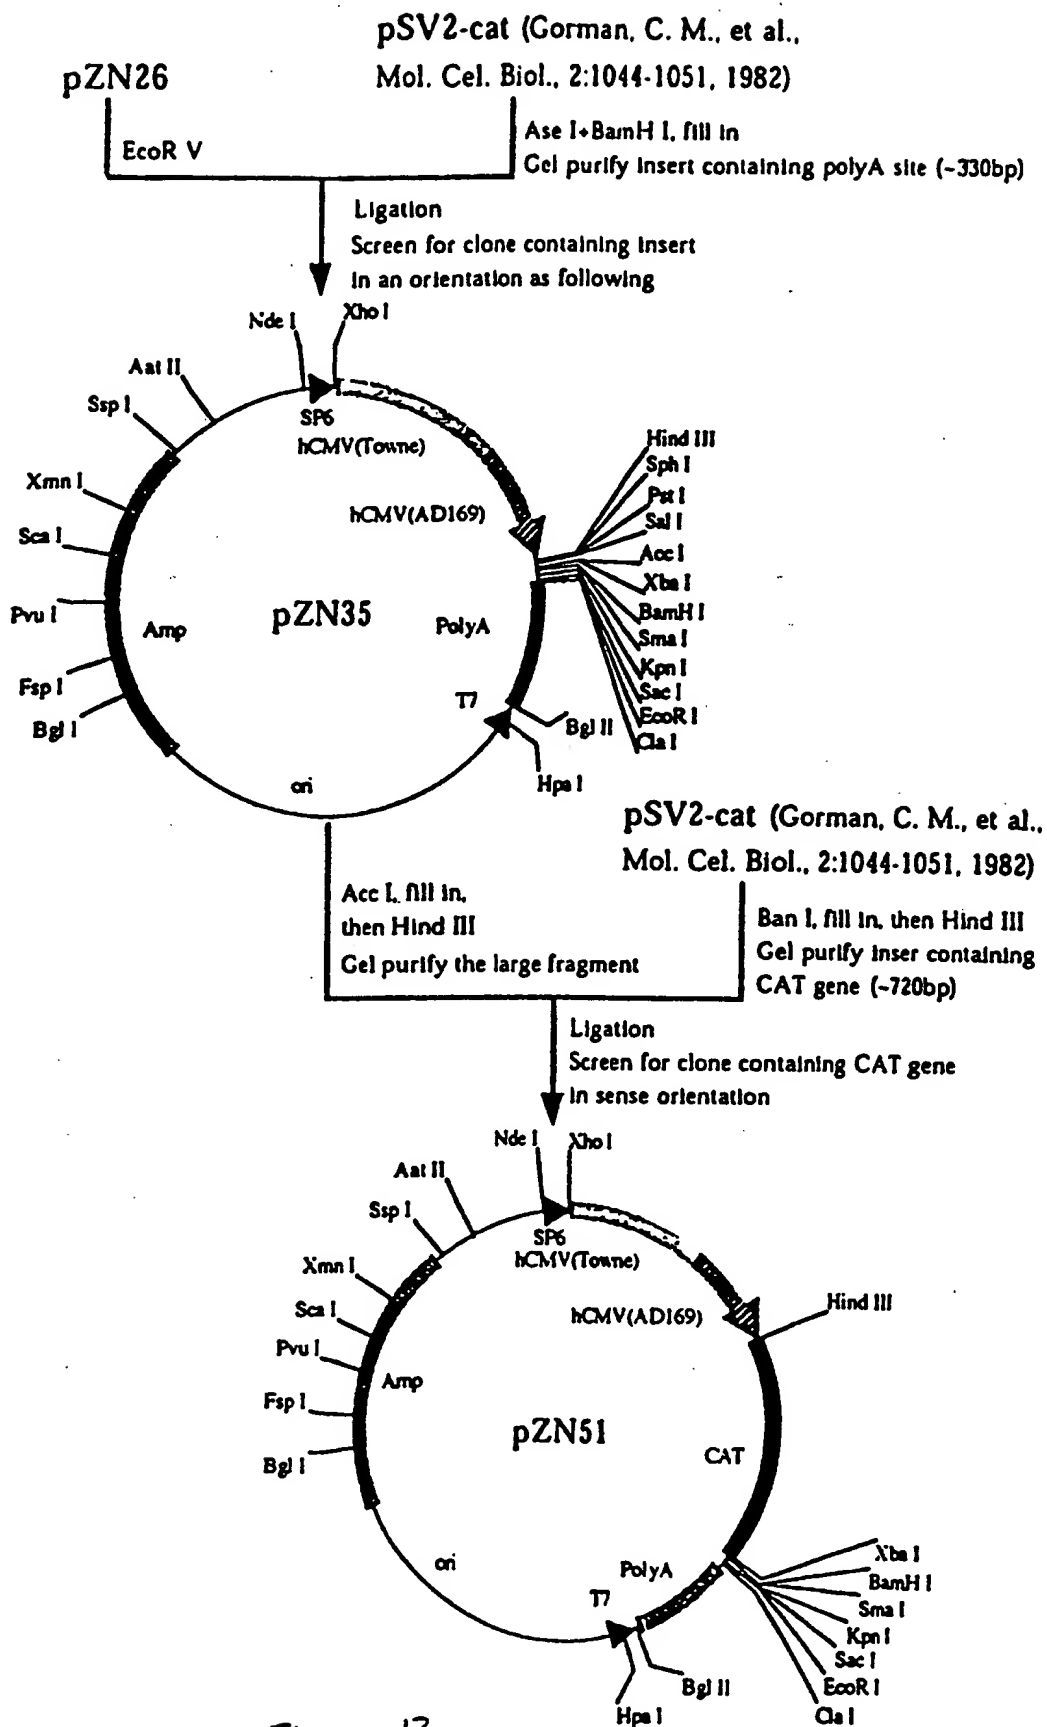 pSV2-cat (Gorman, C. M., et al.,
pZN26
Mol. Cel. Biol., 2:1044-1051, 1982)
EcoR V
Ase I+BamH I, fill in
Gel purify insert containing polyA site (~330bp)
Ligation
Screen for clone containing insert
in an orientation as following
Nde I
Xho I
Aat II
Ssp I
Xmn I
Sca I
Pvu I
Fsp I
Bgl I
SP6
hCMV(Towne)
hCMV(AD169)
pZN35
Amp
PolyA
T7
ori
Hind III
Sph I
Pst I
Sal I
Acc I
Xba I
BamH I
Sma I
Kpn I
Sac I
EcoR I
Cla I
Bgl II
Hpa I
pSV2-cat (Gorman, C. M., et al.,
Mol. Cel. Biol., 2:1044-1051, 1982)
Acc I, fill in,
then Hind III
Gel purify the large fragment
Ban I, fill in, then Hind III
Gel purify inser containing
CAT gene (~720bp)
Ligation
Screen for clone containing CAT gene
in sense orientation
Nde I
Xho I
Aat II
Ssp I
Xmn I
Sca I
Pvu I
Fsp I
Bgl I
SP6
hCMV(Towne)
hCMV(AD169)
Hind III
Amp
pZN51
CAT
ori
PolyA
T7
Xba I
BamH I
Sma I
Kpn I
Sac I
EcoR I
Cla I
Bgl II
Hpa I